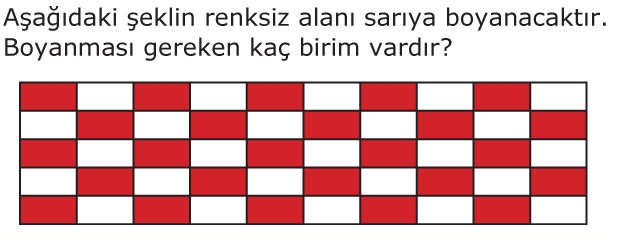 Aşağıdaki şeklin renksiz alanı sarıya boyanacaktır.
Boyanması gereken kaç birim vardır?